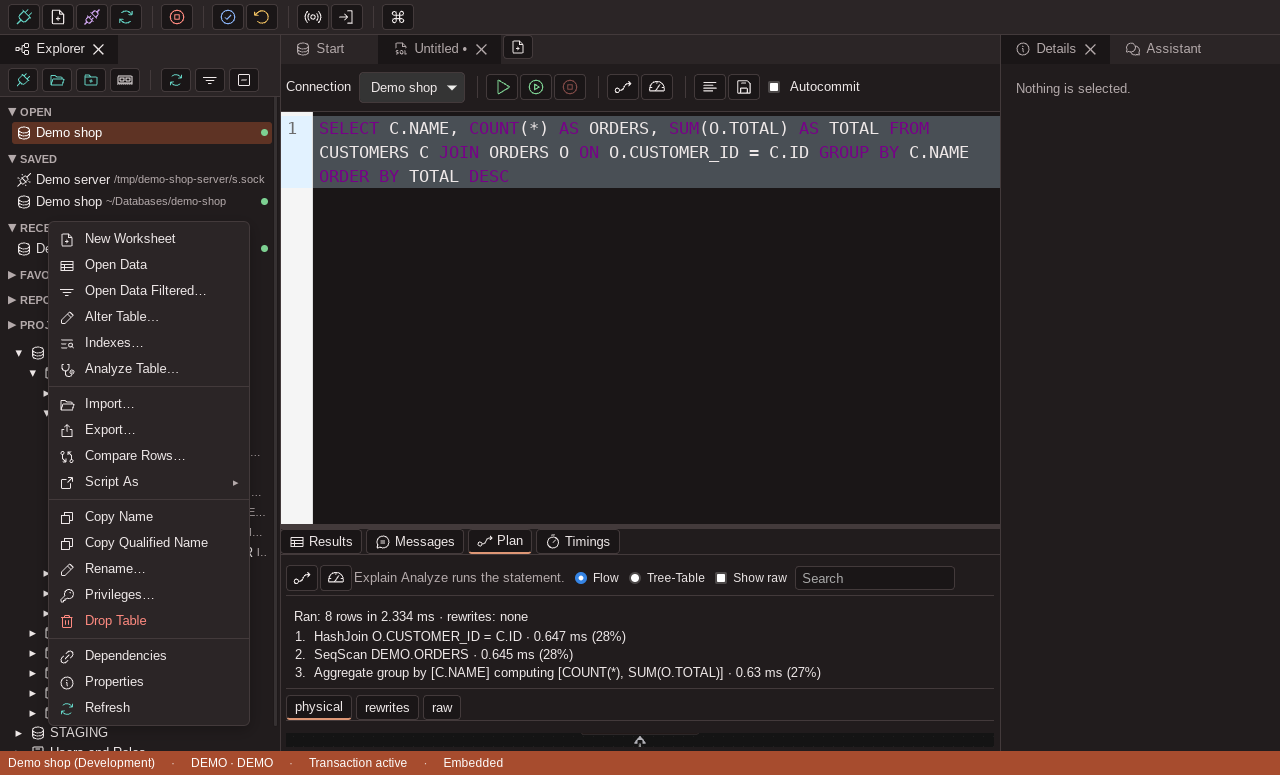 Explorer
Start
Untitled •
Details
Assistant
Connection
Demo shop
Autocommit
Nothing is selected.
OPEN
Demo shop
SAVED
Demo server /tmp/demo-shop-server/s.sock
Demo shop ~/Databases/demo-shop
1
SELECT C.NAME, COUNT(*) AS ORDERS, SUM(O.TOTAL) AS TOTAL FROM
CUSTOMERS C JOIN ORDERS O ON O.CUSTOMER_ID = C.ID GROUP BY C.NAME
ORDER BY TOTAL DESC
New Worksheet
Open Data
Open Data Filtered…
Alter Table…
Indexes…
Analyze Table…
Import…
Export…
Compare Rows…
Script As
Copy Name
Copy Qualified Name
Rename…
Privileges…
Drop Table
Dependencies
Properties
Refresh
STAGING
Results
Messages
Plan
Timings
Explain Analyze runs the statement.
Flow
Tree-Table
Show raw
Search
Ran: 8 rows in 2.334 ms · rewrites: none
1. HashJoin O.CUSTOMER_ID = C.ID · 0.647 ms (28%)
2. SeqScan DEMO.ORDERS · 0.645 ms (28%)
3. Aggregate group by [C.NAME] computing [COUNT(*), SUM(O.TOTAL)] · 0.63 ms (27%)
physical
rewrites
raw
Demo shop (Development) · DEMO · DEMO · Transaction active · Embedded